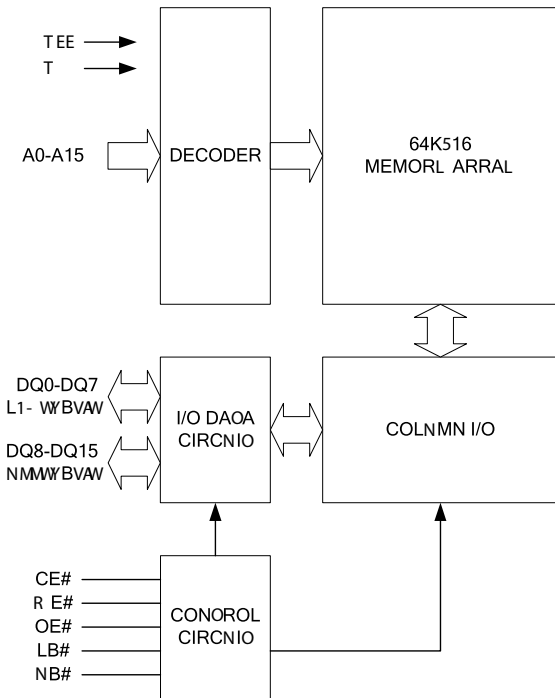 TEE
T
A0-A15
DECODER
64K516
MEMORL ARRAL
DQ0-DQ7
L1- WYBVAW
DQ8-DQ15
NMMWYBVAW
I/O DAOA
CIRCNIO
COLNMN I/O
CE#
R E#
OE#
LB#
NB#
CONOROL
CIRCNIO